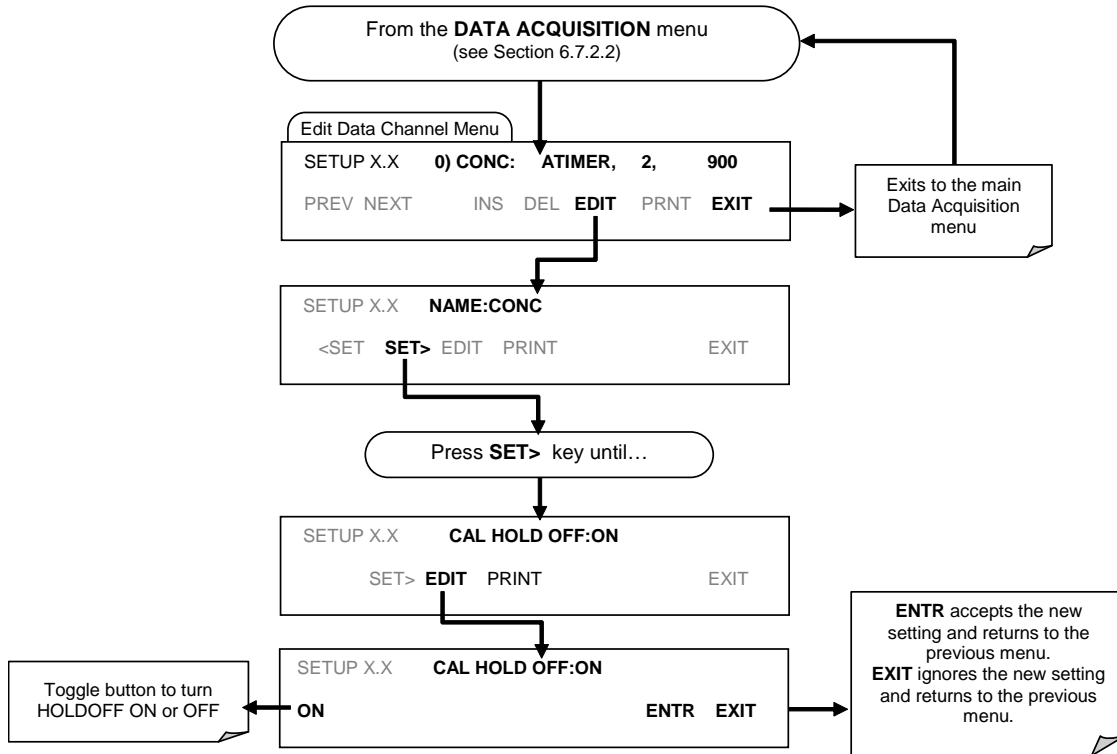 From the DATA ACQUISITION menu
(see Section 6.7.2.2)
Edit Data Channel Menu
SETUP X.X 0) CONC: ATIMER, 2, 900
PREV NEXT INS DEL EDIT PRNT EXIT
Exits to the main
Data Acquisition
menu
SETUP X.X NAME:CONC
<SET SET> EDIT PRINT EXIT
Press SET> key until…
SETUP X.X CAL HOLD OFF:ON
SET> EDIT PRINT EXIT
SETUP X.X CAL HOLD OFF:ON
ON ENTR EXIT
Toggle button to turn
HOLDOFF ON or OFF
ENTR accepts the new
setting and returns to the
previous menu.
EXIT ignores the new setting
and returns to the previous
menu.